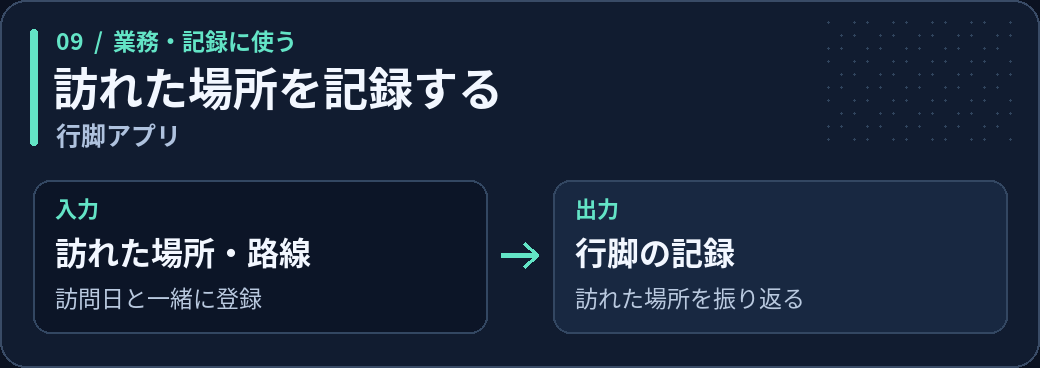 09 / 業務・記録に使う
訪れた場所を記録する
行脚アプリ
入力
訪れた場所・路線
訪問日と一緒に登録
出力
行脚の記録
訪れた場所を振り返る